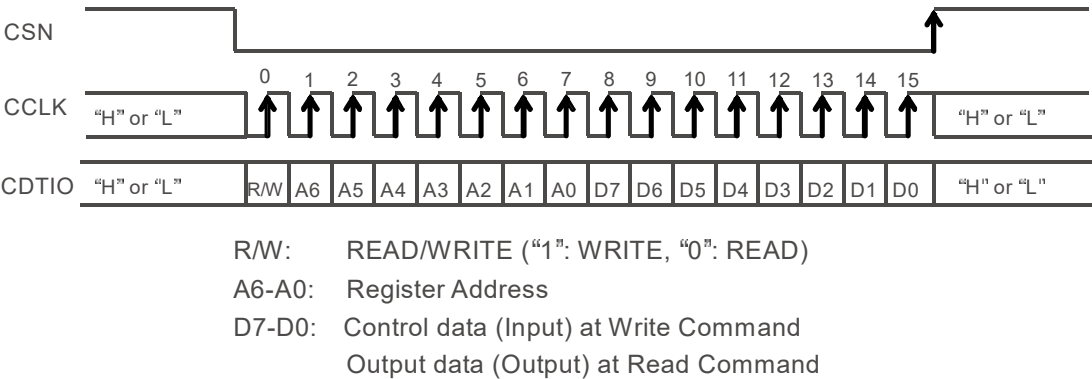 CSN
0 1 2 3 4 5 6 7 8 9 10 11 12 13 14 15
CCLK “H” or “L” “H” or “L”
CDTIO “H” or “L” R/W A6 A5 A4 A3 A2 A1 A0 D7 D6 D5 D4 D3 D2 D1 D0 “H” or “L”
R/W: READ/WRITE (“1”: WRITE, “0”: READ)
A6-A0: Register Address
D7-D0: Control data (Input) at Write Command
Output data (Output) at Read Command